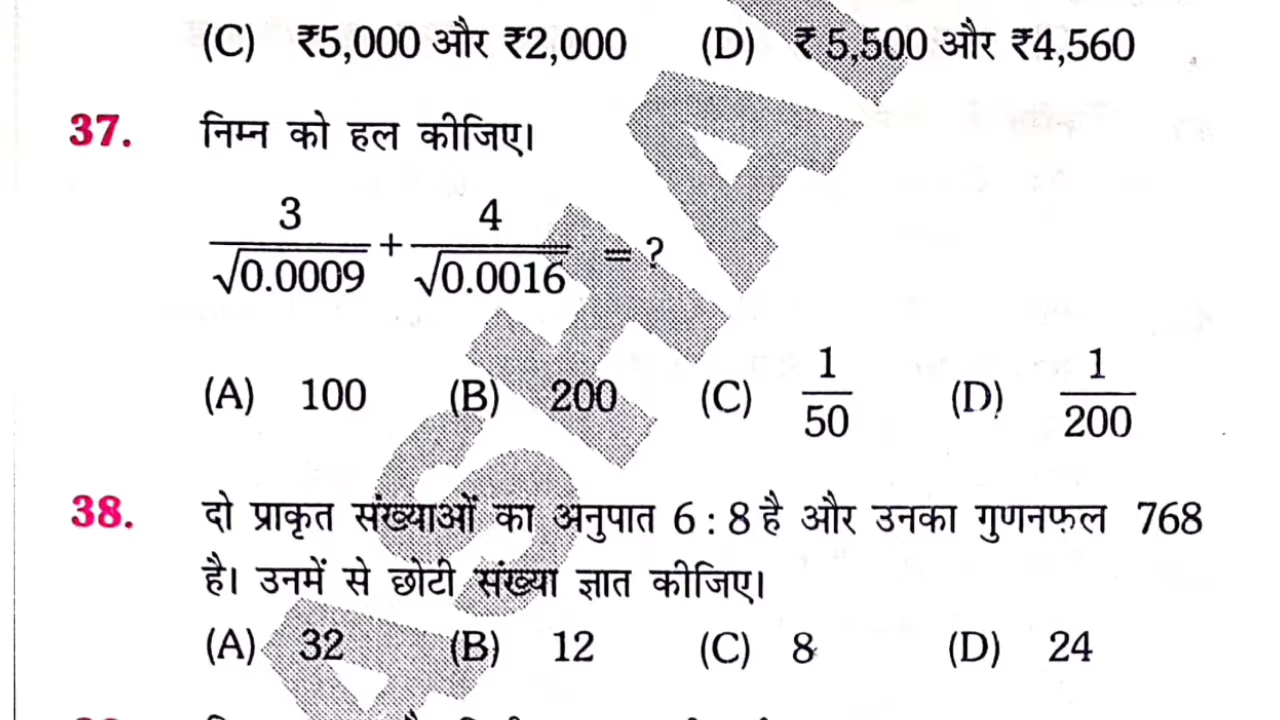 (C) ₹5,000 और ₹2,000 (D) ₹5,500 और ₹4,560
37. निम्न को हल कीजिए।
3/√0.0009 + 4/√0.0016 = ?
(A) 100 (B) 200 (C) 1/50 (D) 1/200
38. दो प्राकृत संख्याओं का अनुपात 6 : 8 है और उनका गुणनफल 768
है। उनमें से छोटी संख्या ज्ञात कीजिए।
(A) 32 (B) 12 (C) 8 (D) 24